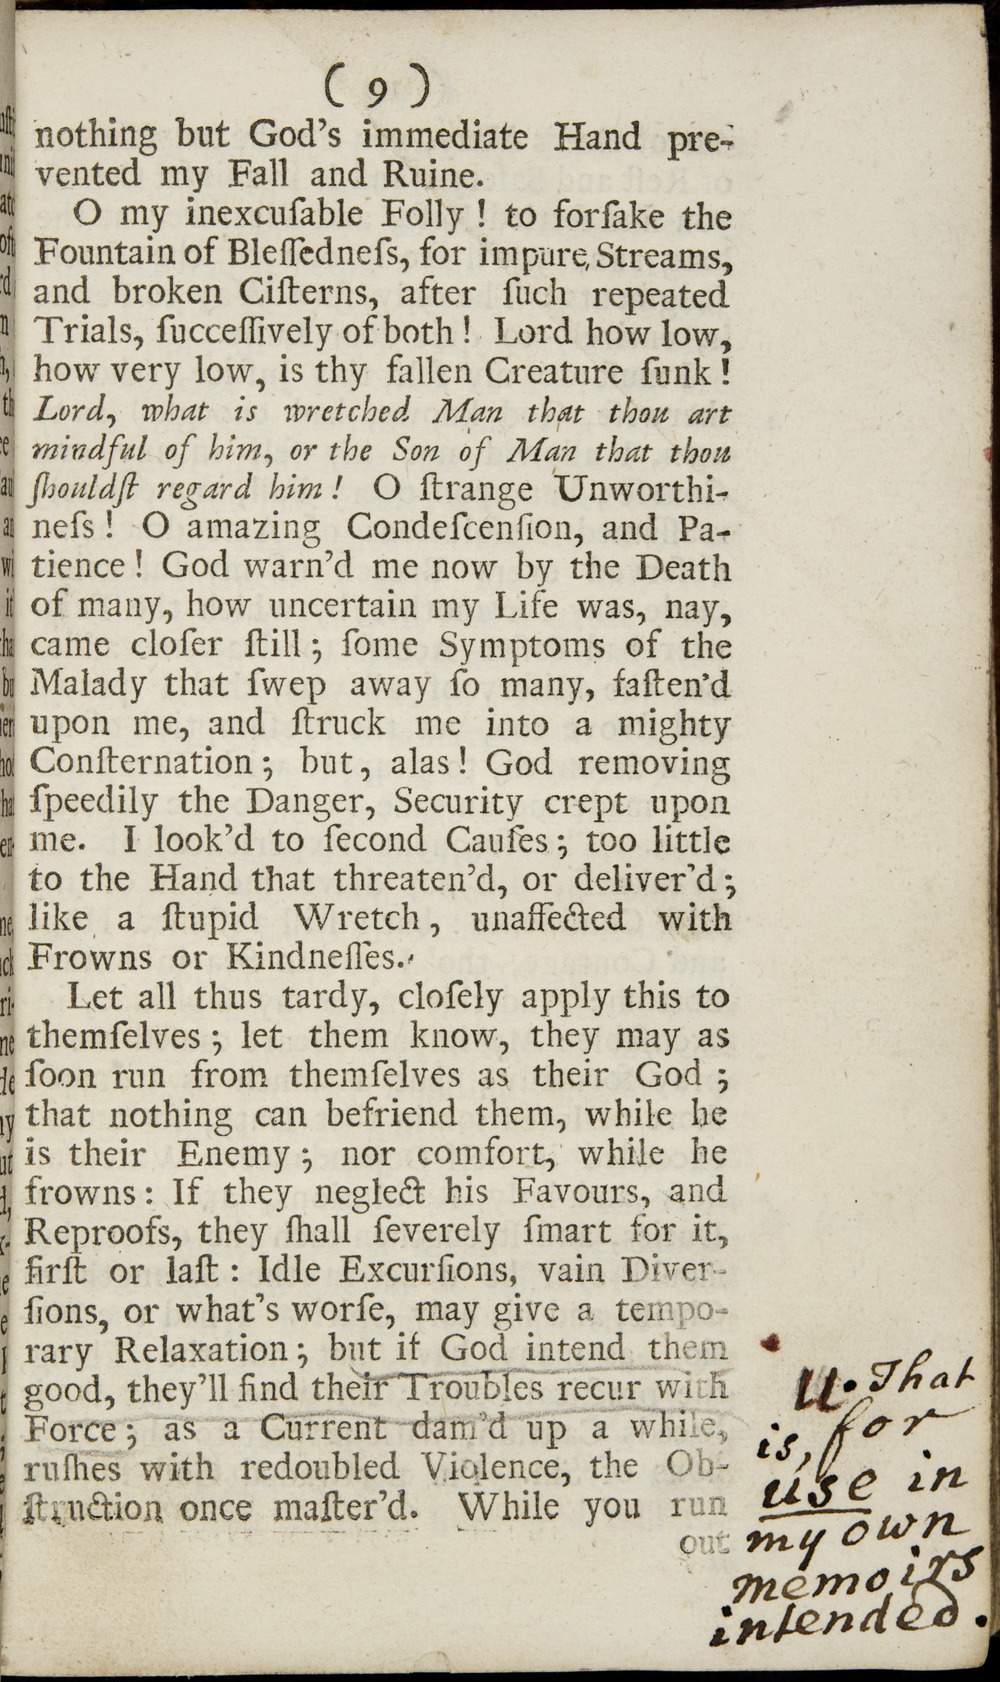 ( 9 )
nothing but God's immediate Hand pre-
vented my Fall and Ruine.
O my inexcuſable Folly ! to forſake the
Fountain of Bleſſedneſs, for impure, Streams,
and broken Ciſterns, after ſuch repeated
Trials, ſucceſſively of both ! Lord how low,
how very low, is thy fallen Creature ſunk !
Lord, what is wretched Man that thou art
mindful of him, or the Son of Man that thou
ſhouldſt regard him ! O ſtrange Unworthi-
neſs ! O amazing Condeſcenſion, and Pa-
tience ! God warn'd me now by the Death
of many, how uncertain my Life was, nay,
came cloſer ſtill ; ſome Symptoms of the
Malady that ſwep away ſo many, faſten'd
upon me, and ſtruck me into a mighty
Conſternation ; but, alas ! God removing
ſpeedily the Danger, Security crept upon
me. I look'd to ſecond Cauſes ; too little
to the Hand that threaten'd, or deliver'd ;
like a ſtupid Wretch, unaffected with
Frowns or Kindneſſes.
Let all thus tardy, cloſely apply this to
themſelves ; let them know, they may as
ſoon run from themſelves as their God ;
that nothing can befriend them, while he
is their Enemy ; nor comfort, while he
frowns : If they neglect his Favours, and
Reproofs, they ſhall ſeverely ſmart for it,
firſt or laſt : Idle Excurſions, vain Diver-
ſions, or what's worſe, may give a tempo-
rary Relaxation ; but if God intend them
good, they'll find their Troubles recur with
Force ; as a Current dam'd up a while,
ruſhes with redoubled Violence, the Ob-
ſtruction once maſter'd. While you run
out
U. That
is, for
use in
my own
memoirs
intended.